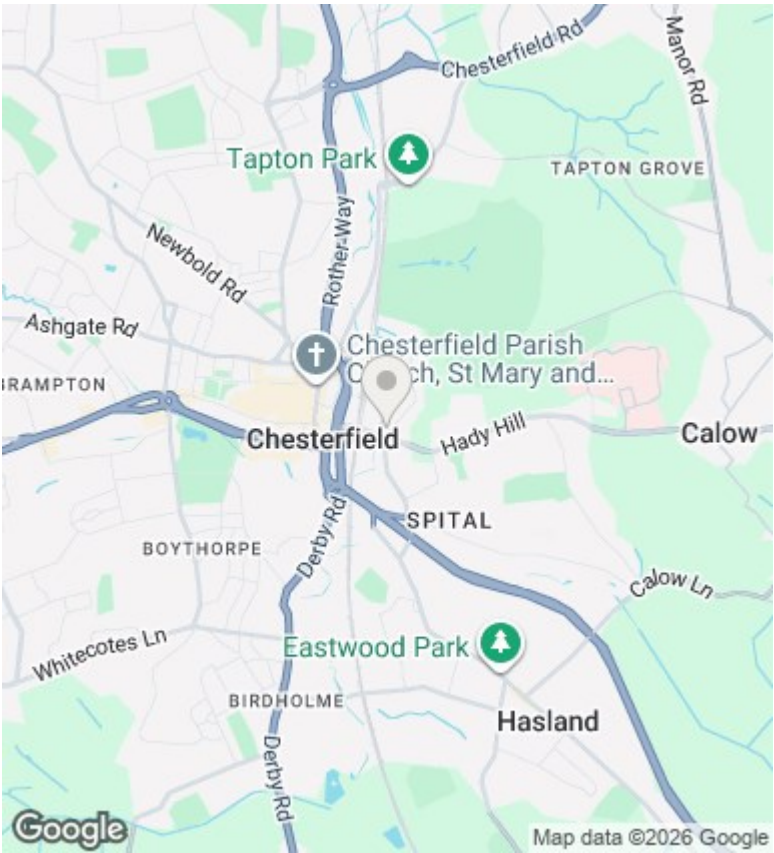 Chesterfield Rd
Manor Rd
Tapton Park
TAPTON GROVE
Rother Way
Newbold Rd
Ashgate Rd
Chesterfield Parish
Church, St Mary and...
BRAMPTON
Chesterfield
Hady Hill
Calow
SPITAL
Derby Rd
BOYTHORPE
Calow Ln
Whitecotes Ln
Eastwood Park
BIRDHOLME
Hasland
Derby Rd
Google
Map data ©2026 Google